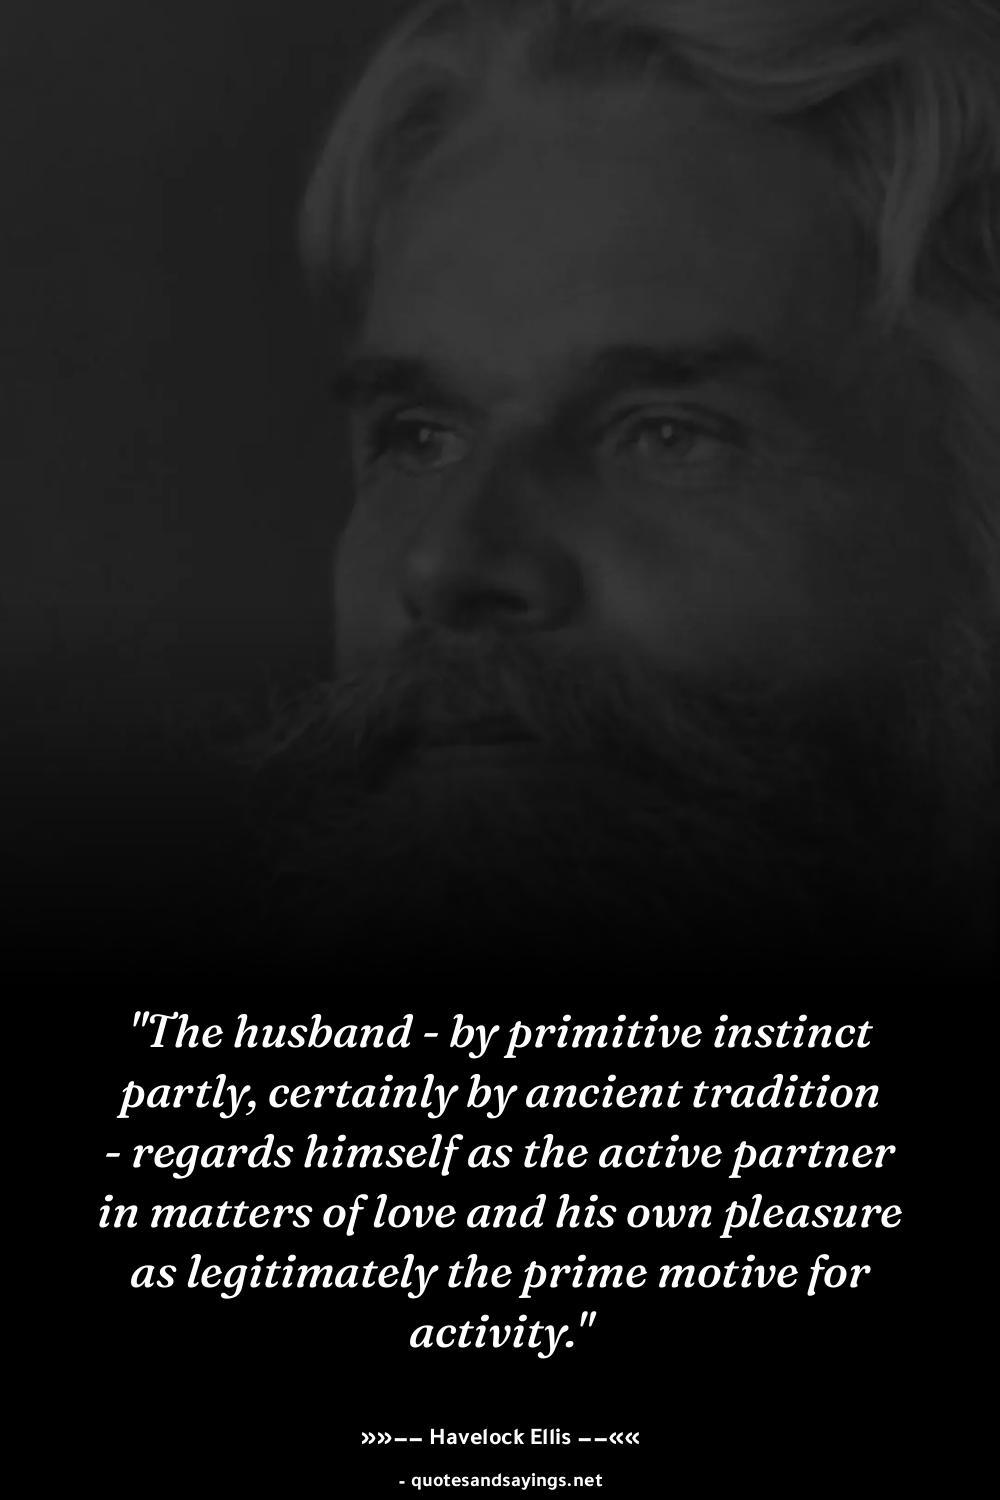 "The husband - by primitive instinct
partly, certainly by ancient tradition
- regards himself as the active partner
in matters of love and his own pleasure
as legitimately the prime motive for
activity."
»»–– Havelock Ellis ––««
- quotesandsayings.net